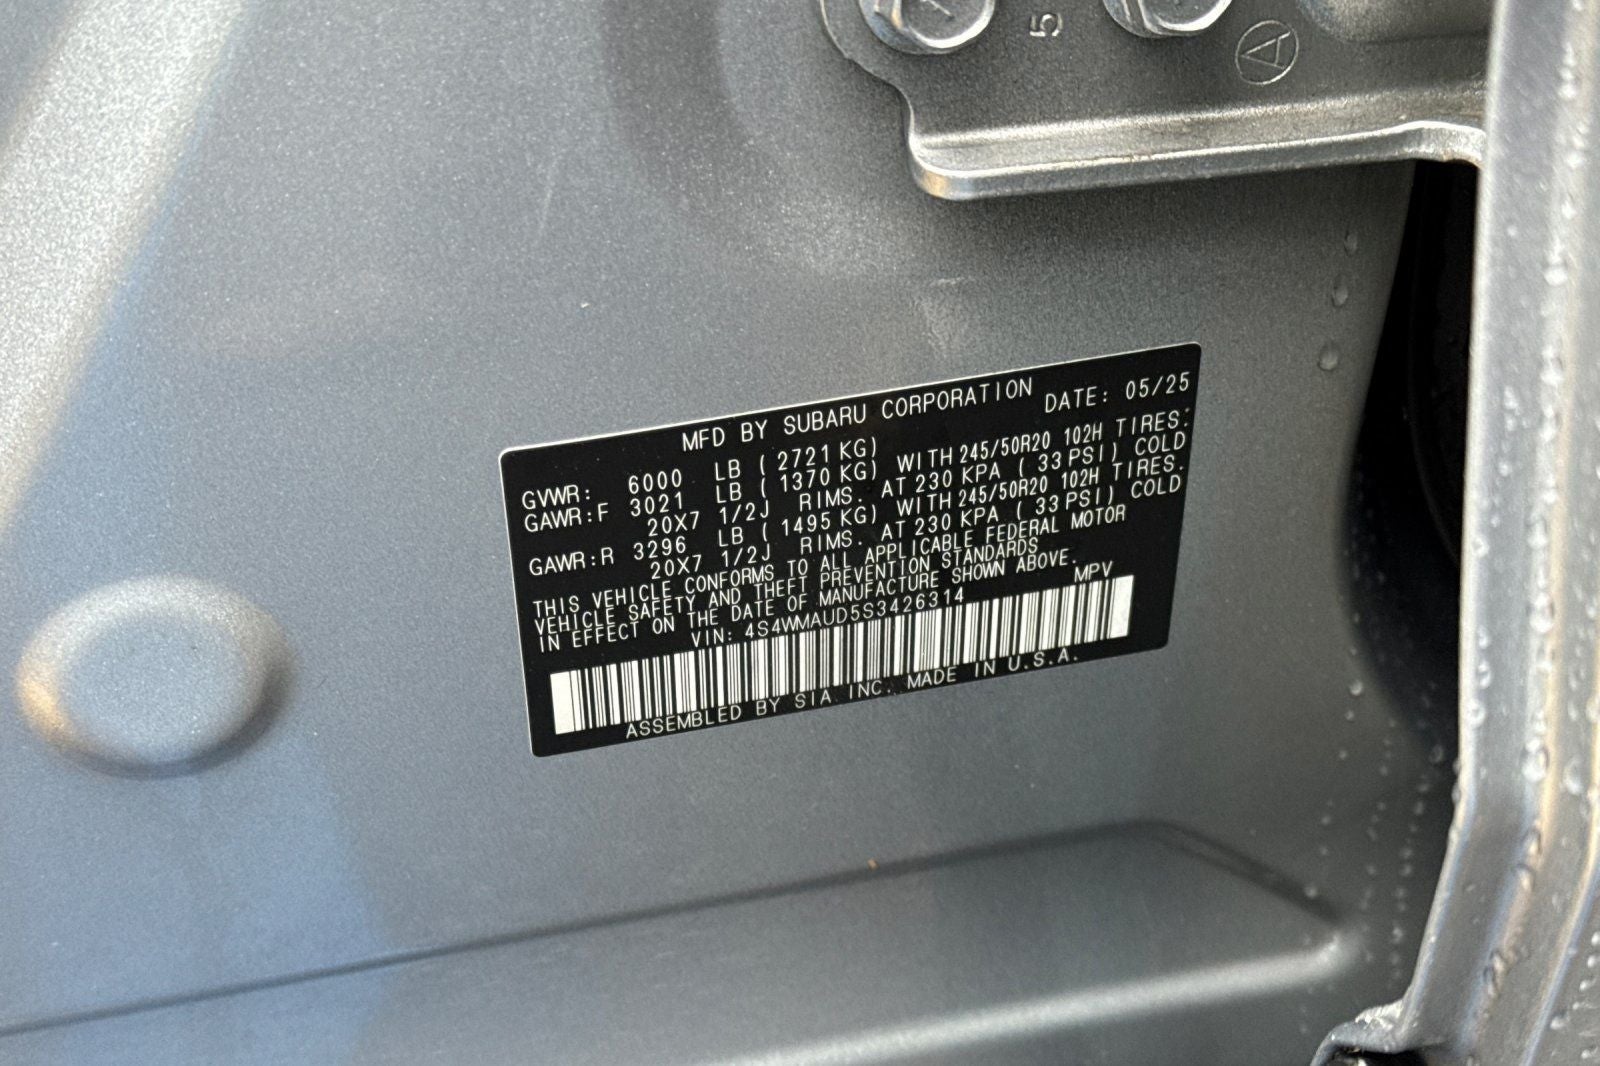 5
A
MFD BY SUBARU CORPORATION DATE: 05/25
GVWR: 6000 LB ( 2721 KG)
GAWR:F 3021 LB ( 1370 KG) WITH 245/50R20 102H TIRES.
20X7 1/2J RIMS. AT 230 KPA ( 33 PSI) COLD
GAWR:R 3296 LB ( 1495 KG) WITH 245/50R20 102H TIRES.
20X7 1/2J RIMS. AT 230 KPA ( 33 PSI) COLD
THIS VEHICLE CONFORMS TO ALL APPLICABLE FEDERAL MOTOR
VEHICLE SAFETY AND THEFT PREVENTION STANDARDS
IN EFFECT ON THE DATE OF MANUFACTURE SHOWN ABOVE.
VIN: 4S4WMAUD5S3426314 MPV
ASSEMBLED BY SIA INC. MADE IN U.S.A.